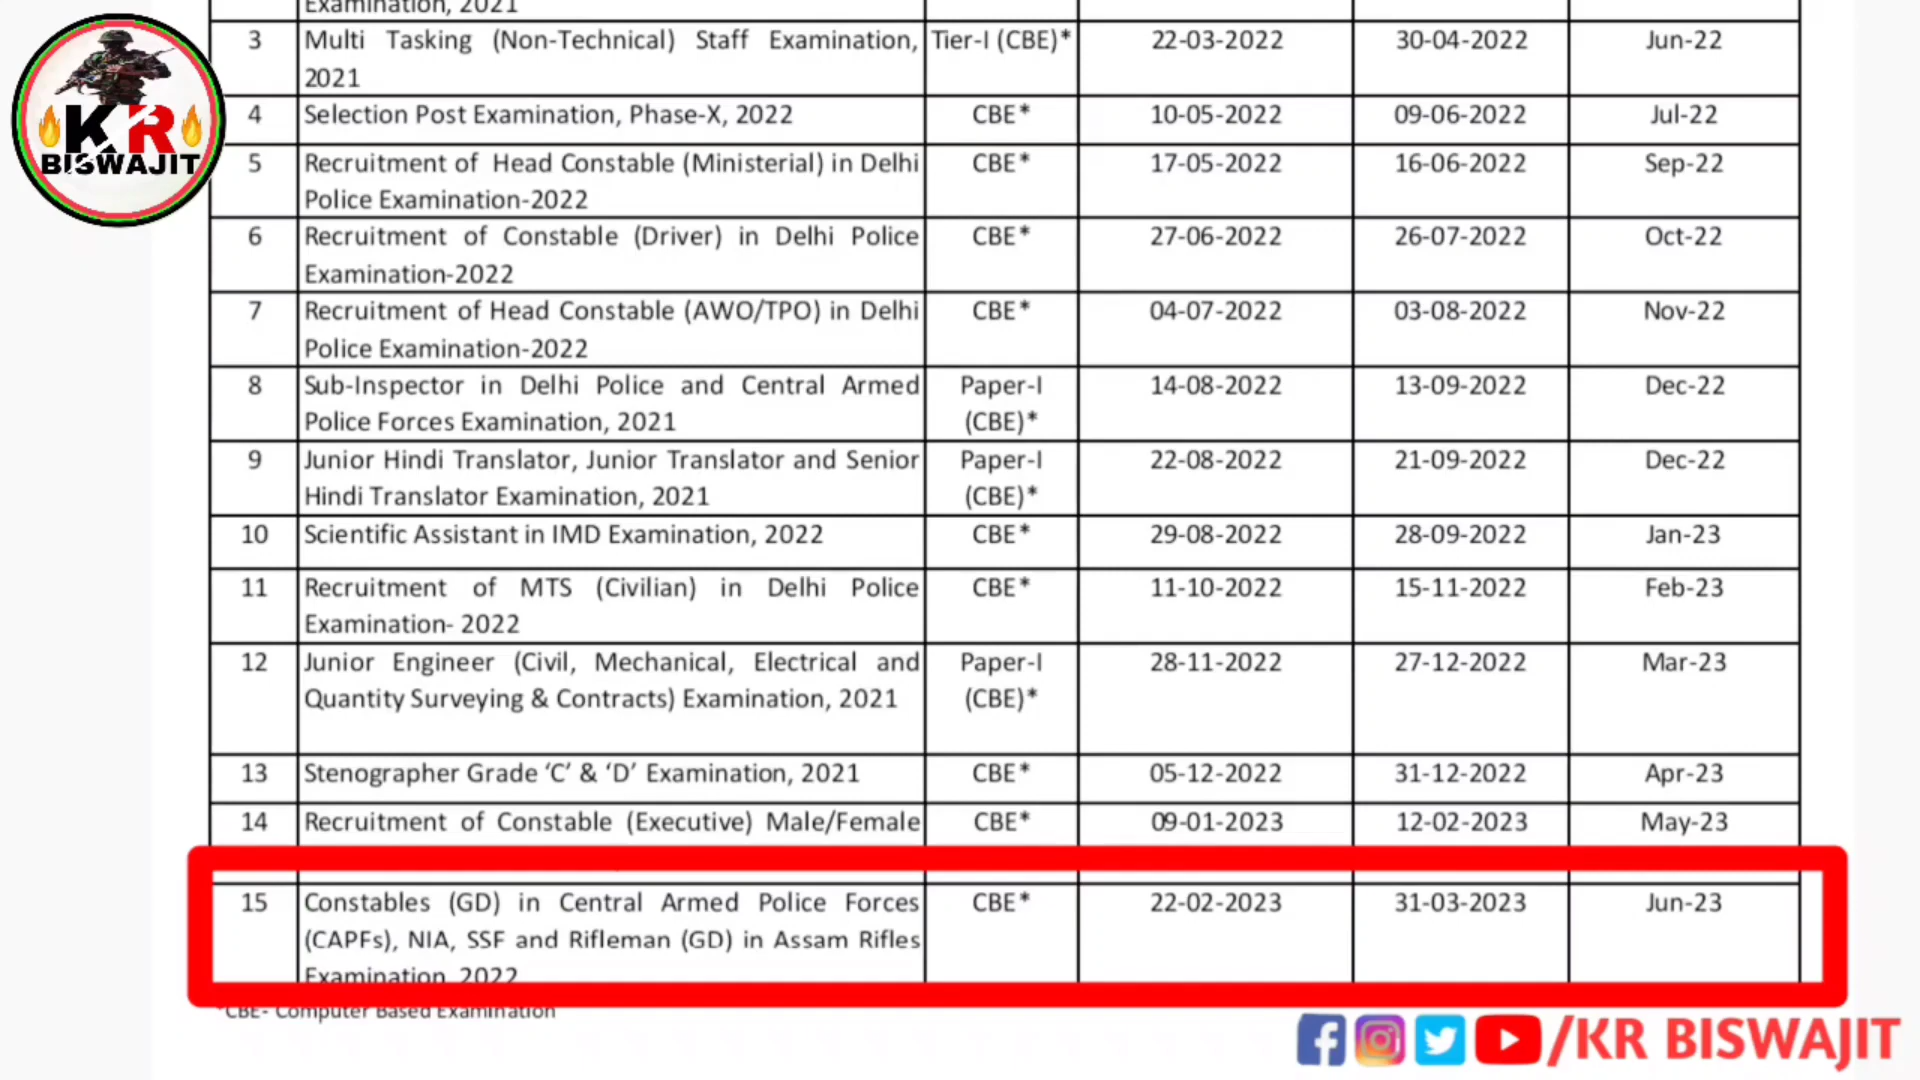 Examination, 2021
3 Multi Tasking (Non-Technical) Staff Examination, Tier-I (CBE)* 22-03-2022 30-04-2022 Jun-22
2021
4 Selection Post Examination, Phase-X, 2022 CBE* 10-05-2022 09-06-2022 Jul-22
5 Recruitment of Head Constable (Ministerial) in Delhi CBE* 17-05-2022 16-06-2022 Sep-22
Police Examination-2022
6 Recruitment of Constable (Driver) in Delhi Police CBE* 27-06-2022 26-07-2022 Oct-22
Examination-2022
7 Recruitment of Head Constable (AWO/TPO) in Delhi CBE* 04-07-2022 03-08-2022 Nov-22
Police Examination-2022
8 Sub-Inspector in Delhi Police and Central Armed Paper-I 14-08-2022 13-09-2022 Dec-22
Police Forces Examination, 2021 (CBE)*
9 Junior Hindi Translator, Junior Translator and Senior Paper-I 22-08-2022 21-09-2022 Dec-22
Hindi Translator Examination, 2021 (CBE)*
10 Scientific Assistant in IMD Examination, 2022 CBE* 29-08-2022 28-09-2022 Jan-23
11 Recruitment of MTS (Civilian) in Delhi Police CBE* 11-10-2022 15-11-2022 Feb-23
Examination- 2022
12 Junior Engineer (Civil, Mechanical, Electrical and Paper-I 28-11-2022 27-12-2022 Mar-23
Quantity Surveying & Contracts) Examination, 2021 (CBE)*
13 Stenographer Grade ‘C’ & ‘D’ Examination, 2021 CBE* 05-12-2022 31-12-2022 Apr-23
14 Recruitment of Constable (Executive) Male/Female CBE* 09-01-2023 12-02-2023 May-23
15 Constables (GD) in Central Armed Police Forces CBE* 22-02-2023 31-03-2023 Jun-23
(CAPFs), NIA, SSF and Rifleman (GD) in Assam Rifles
Examination, 2022
*CBE- Computer Based Examination
KR
BISWAJIT
/KR BISWAJIT